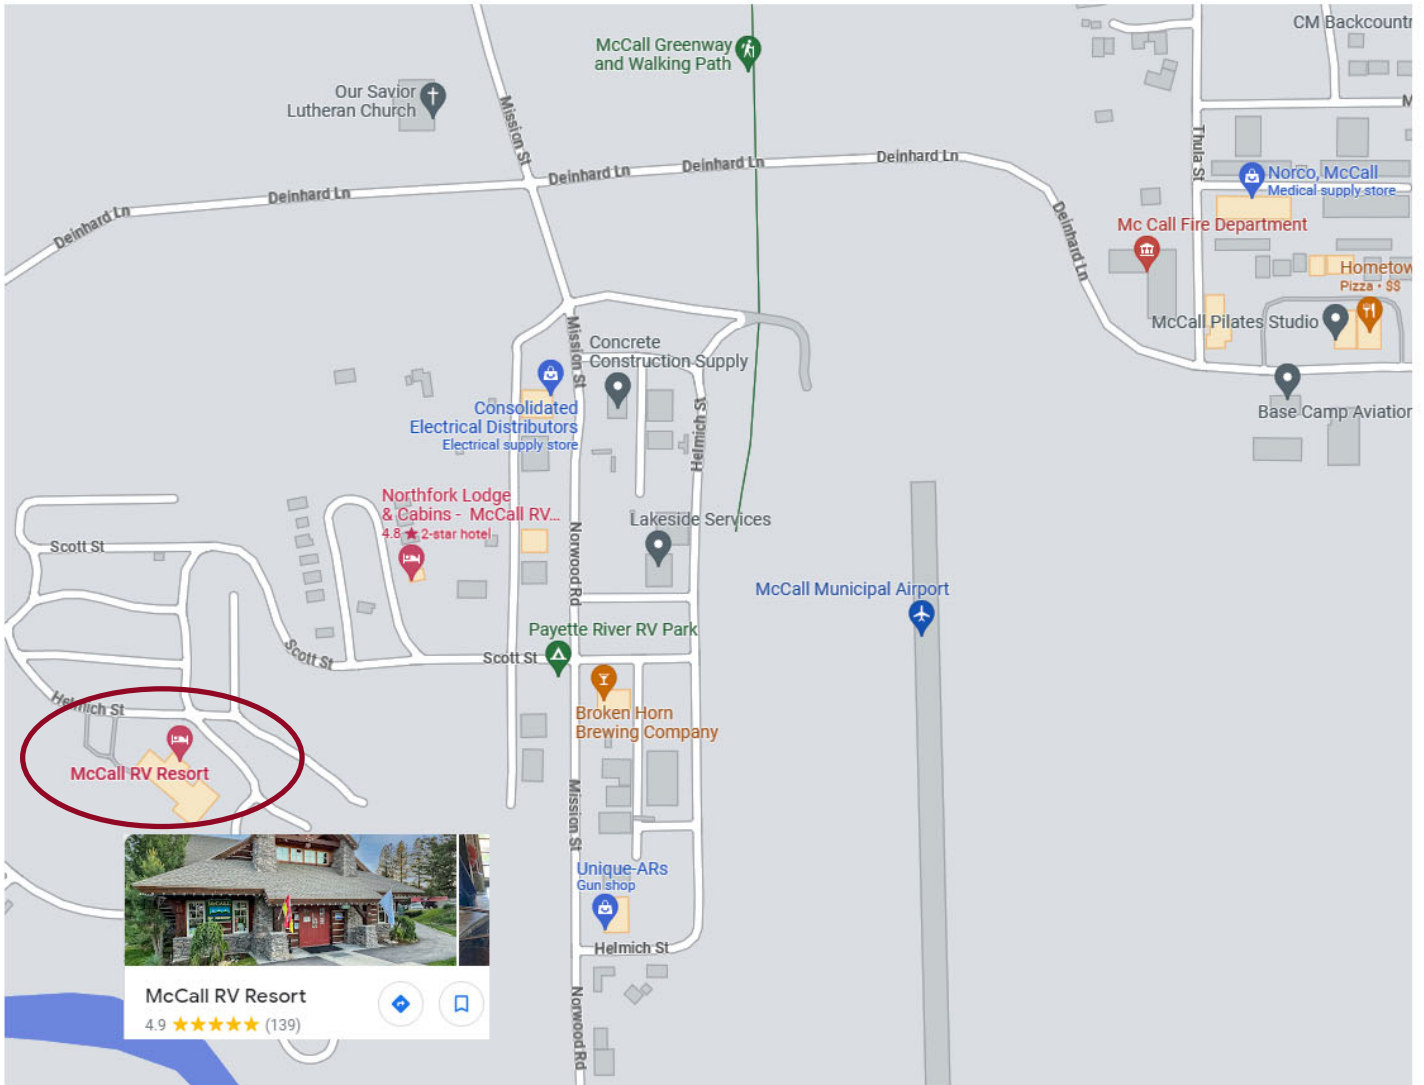 CM Backcountr
McCall Greenway
and Walking Path
Our Savior
Lutheran Church
Mission St
Thula St
M
Deinhard Ln
Deinhard Ln
Deinhard Ln
Deinhard Ln
Deinhard Ln
Deinhard Ln
Norco, McCall
Medical supply store
Mc Call Fire Department
Hometow
Pizza • $$
McCall Pilates Studio
Mission St
Concrete
Construction Supply
Consolidated
Electrical Distributors
Electrical supply store
Helmich St
Base Camp Aviation
Northfork Lodge
& Cabins - McCall RV...
4.8 ★ 2-star hotel
Lakeside Services
Scott St
Norwood Rd
McCall Municipal Airport
Payette River RV Park
Scott St
Scott St
Helmich St
Broken Horn
Brewing Company
McCall RV Resort
Mission St
Unique-ARs
Gun shop
Helmich St
McCALL
McCall RV Resort
4.9 ★★★★★ (139)
Norwood Rd